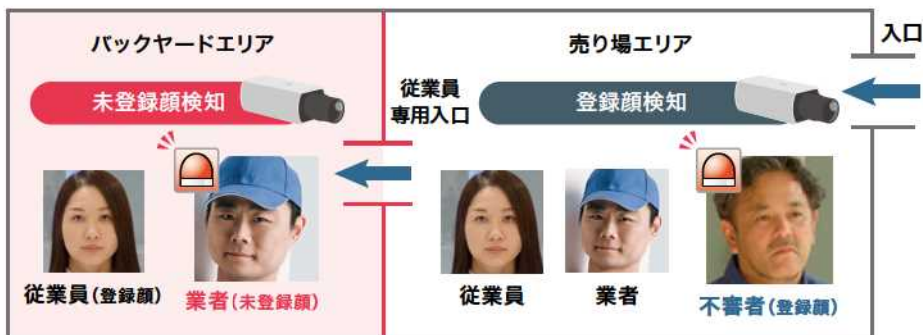 バックヤードエリア
未登録顔検知
従業員(登録顔)
業者(未登録顔)
従業員
専用入口
売り場エリア
登録顔検知
従業員
業者
不審者(登録顔)
入口